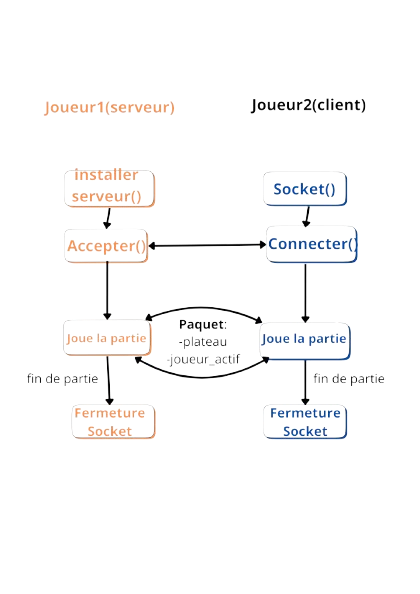 Joueur1(serveur)
Joueur2(client)
installer
serveur()
Socket()
Accepter()
Connecter()
Joue la partie
Paquet:
-plateau
-joueur_actif
Joue la partie
fin de partie
fin de partie
Fermeture
Socket
Fermeture
Socket